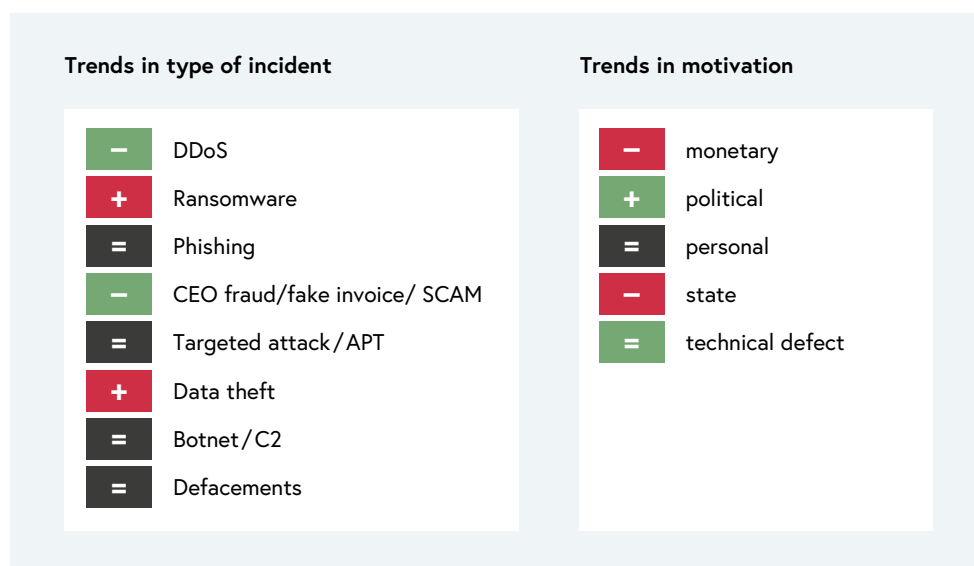 Trends in type of incident
− DDoS
+ Ransomware
= Phishing
− CEO fraud/fake invoice/ SCAM
= Targeted attack/APT
+ Data theft
= Botnet/C2
= Defacements
Trends in motivation
− monetary
+ political
= personal
− state
= technical defect